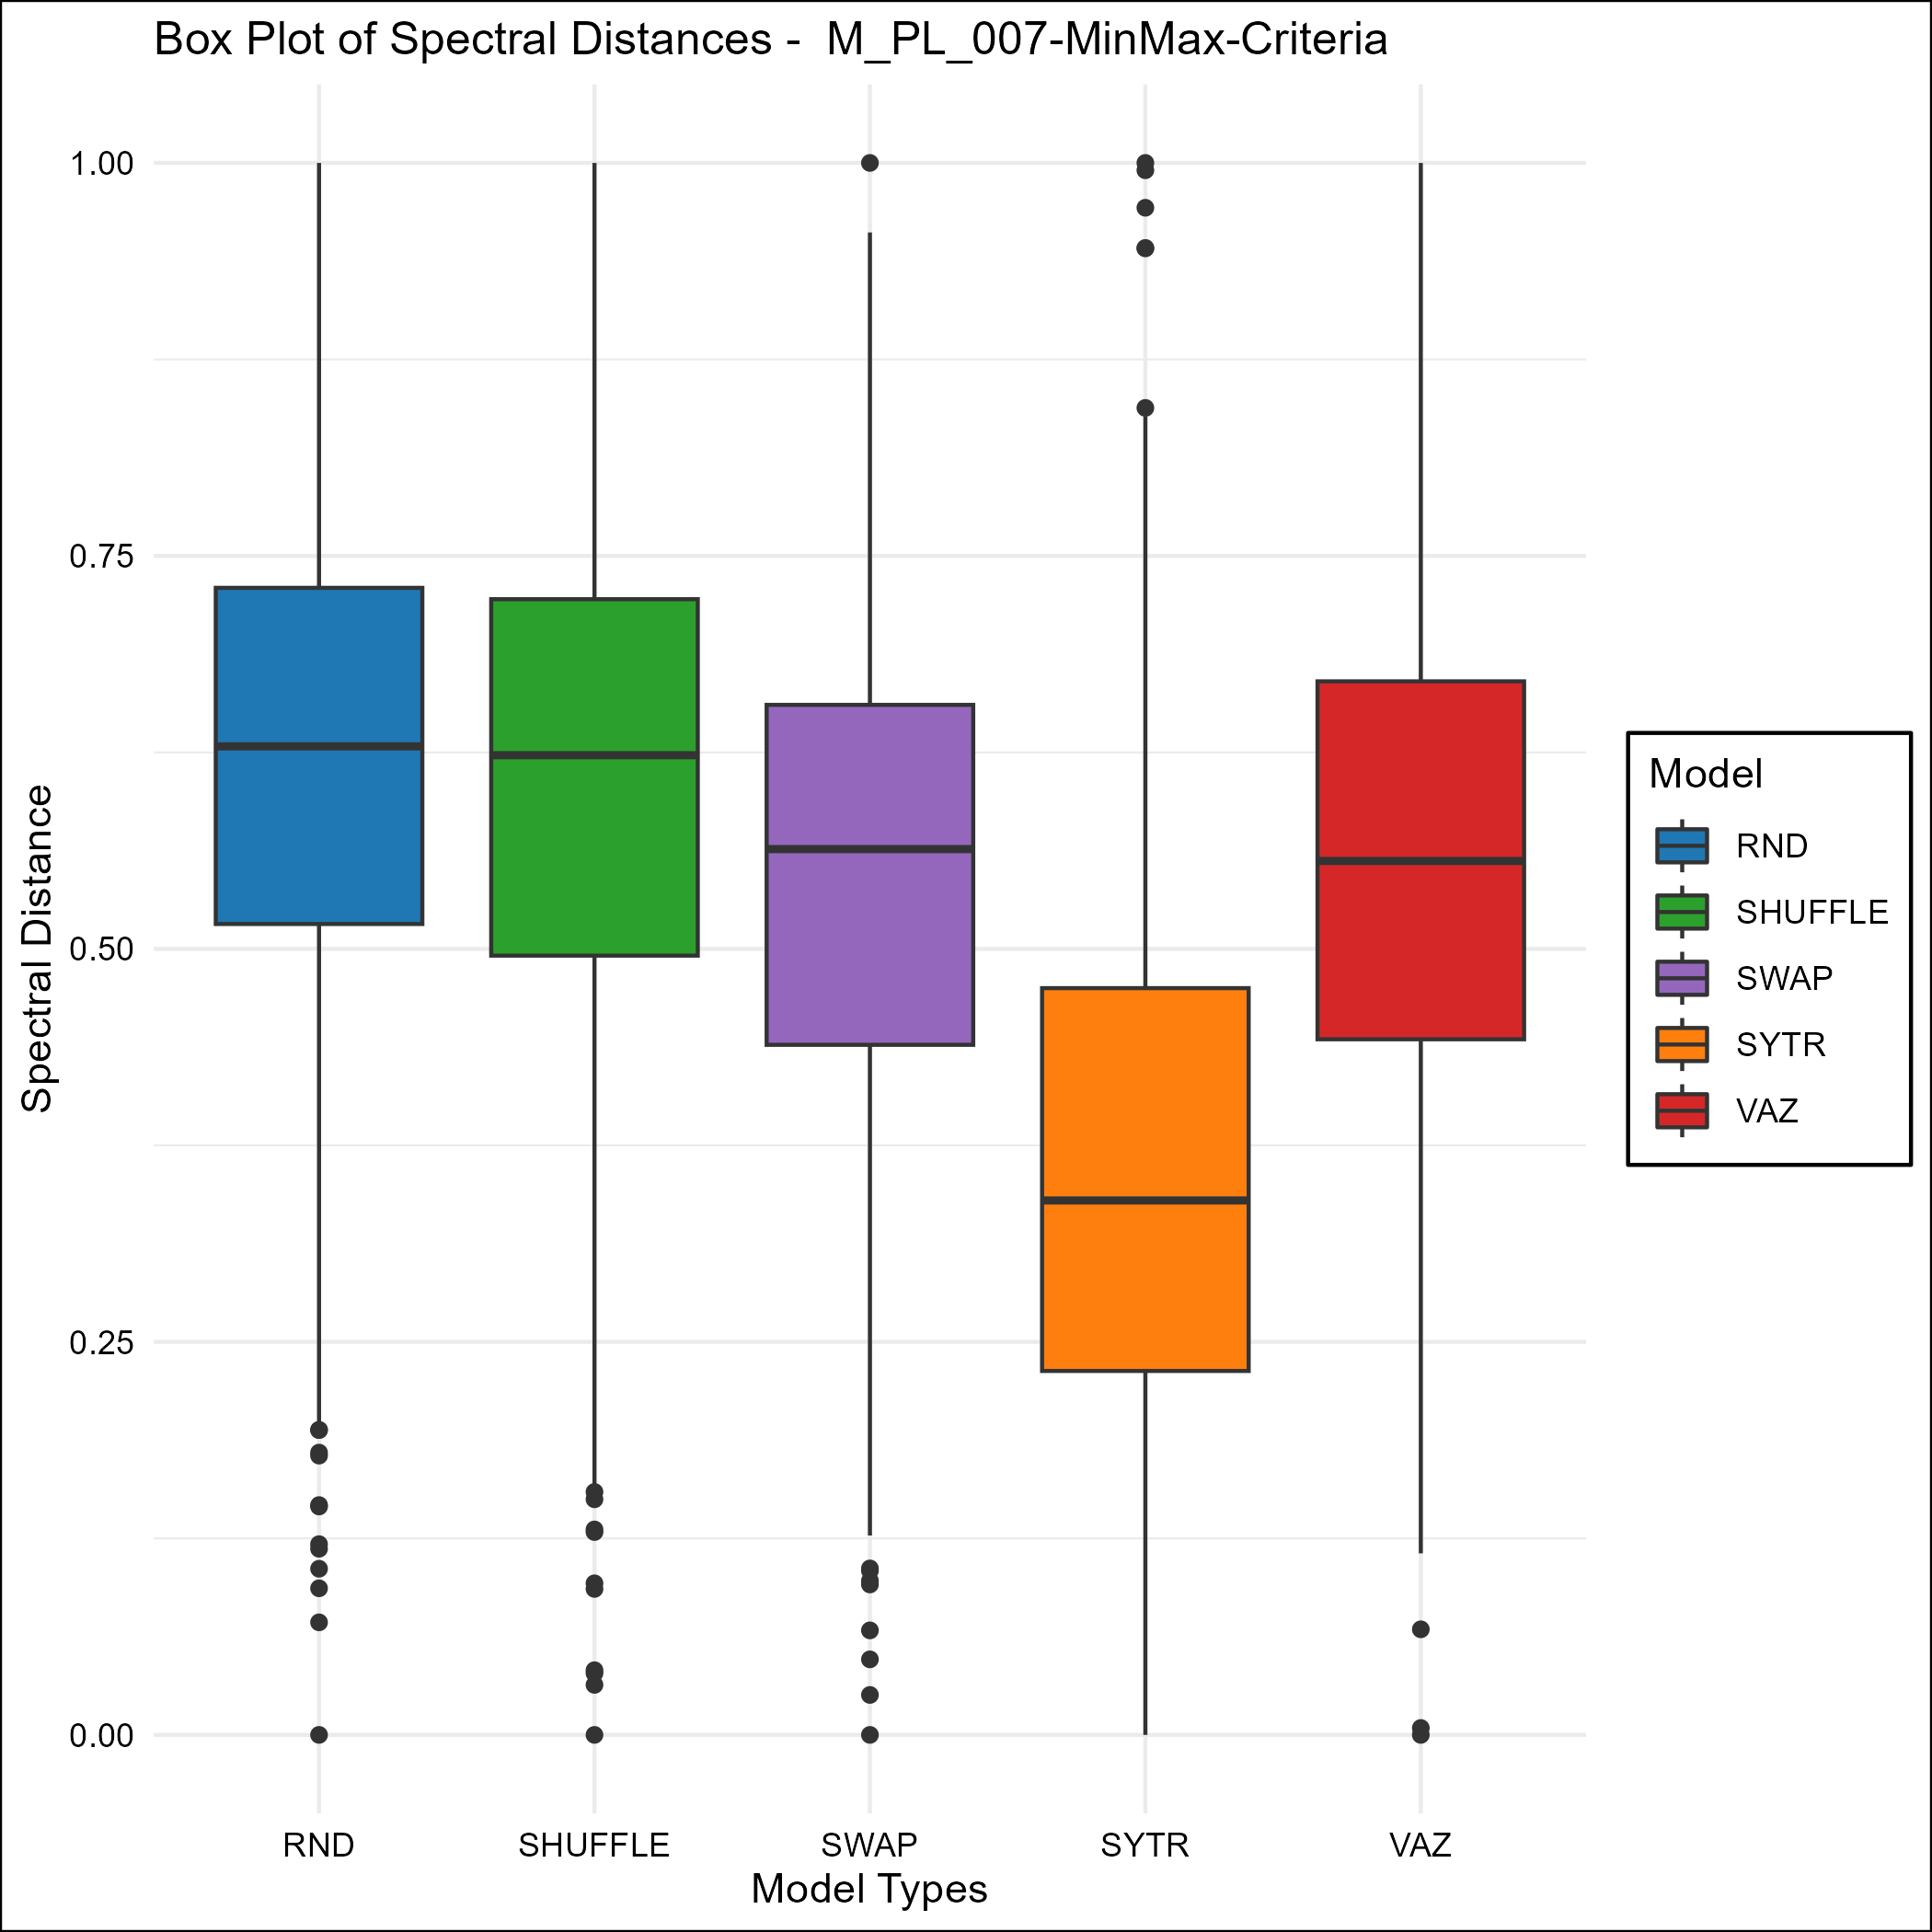 Box Plot of Spectral Distances -  M_PL_007-MinMax-Criteria
1.00
0.75
0.50
0.25
0.00
Spectral Distance
RND
SHUFFLE
SWAP
SYTR
VAZ
Model Types
Model
RND
SHUFFLE
SWAP
SYTR
VAZ